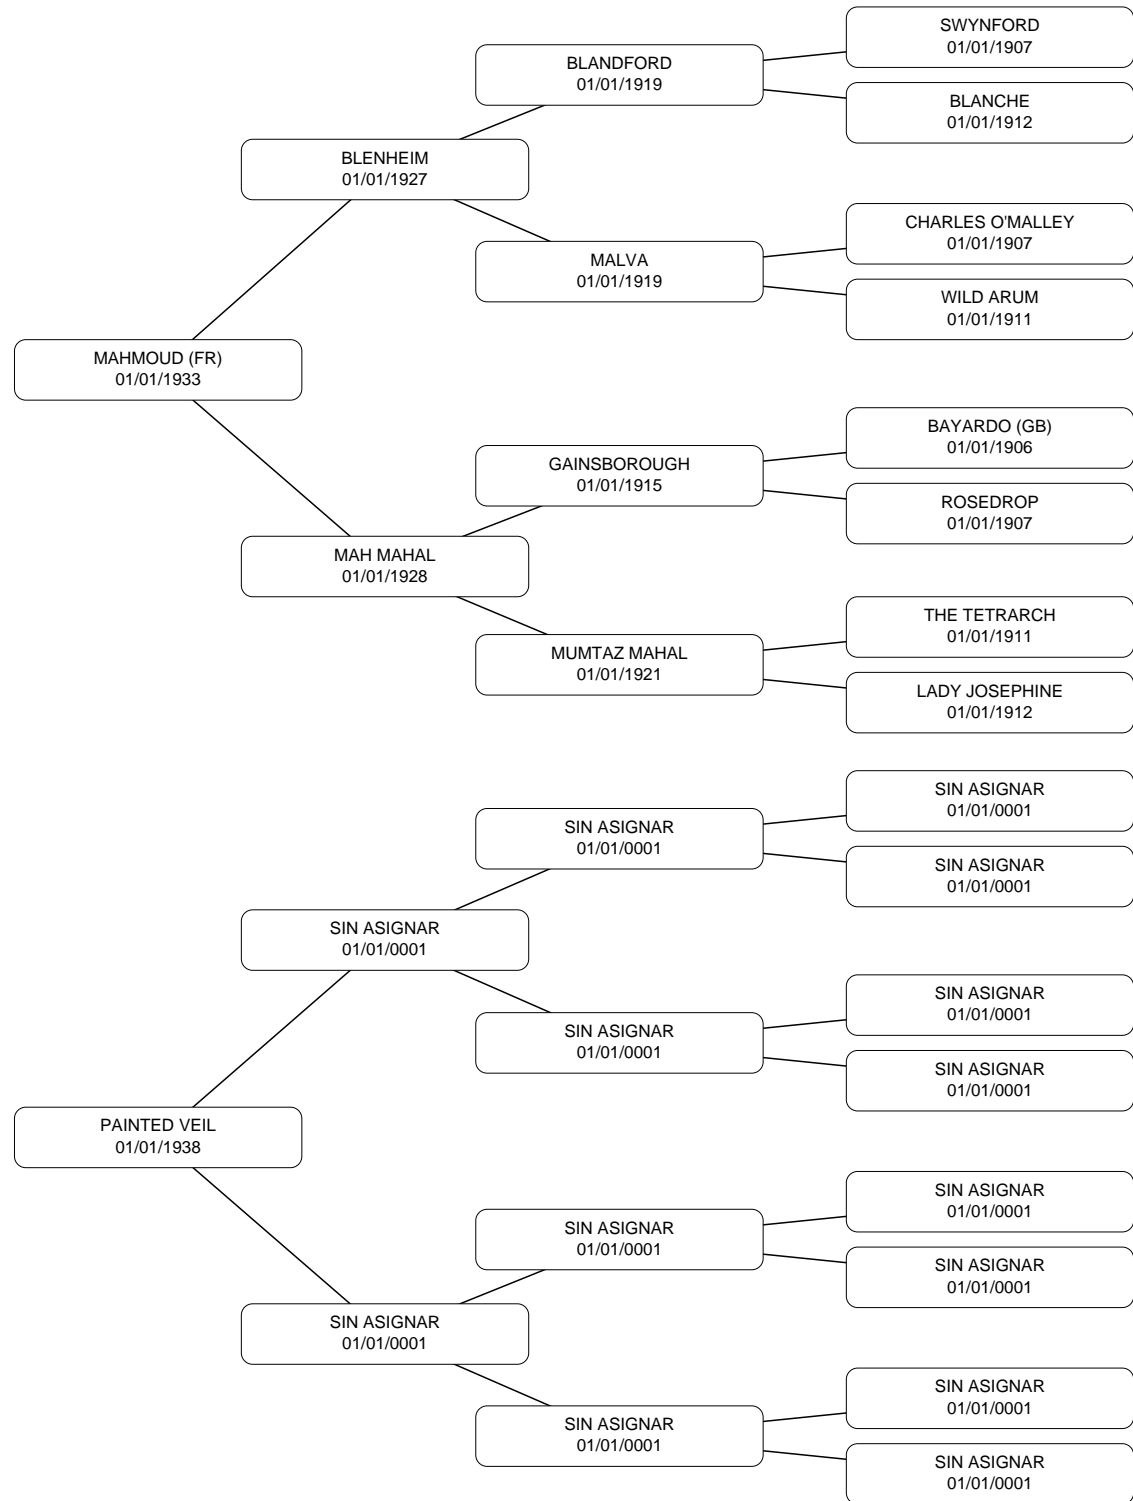 SWYNFORD
01/01/1907
BLANDFORD
01/01/1919
BLANCHE
01/01/1912
BLENHEIM
01/01/1927
CHARLES O'MALLEY
01/01/1907
MALVA
01/01/1919
WILD ARUM
01/01/1911
MAHMOUD (FR)
01/01/1933
BAYARDO (GB)
01/01/1906
GAINSBOROUGH
01/01/1915
ROSEDROP
01/01/1907
MAH MAHAL
01/01/1928
THE TETRARCH
01/01/1911
MUMTAZ MAHAL
01/01/1921
LADY JOSEPHINE
01/01/1912
SIN ASIGNAR
01/01/0001
SIN ASIGNAR
01/01/0001
SIN ASIGNAR
01/01/0001
SIN ASIGNAR
01/01/0001
SIN ASIGNAR
01/01/0001
SIN ASIGNAR
01/01/0001
SIN ASIGNAR
01/01/0001
PAINTED VEIL
01/01/1938
SIN ASIGNAR
01/01/0001
SIN ASIGNAR
01/01/0001
SIN ASIGNAR
01/01/0001
SIN ASIGNAR
01/01/0001
SIN ASIGNAR
01/01/0001
SIN ASIGNAR
01/01/0001
SIN ASIGNAR
01/01/0001